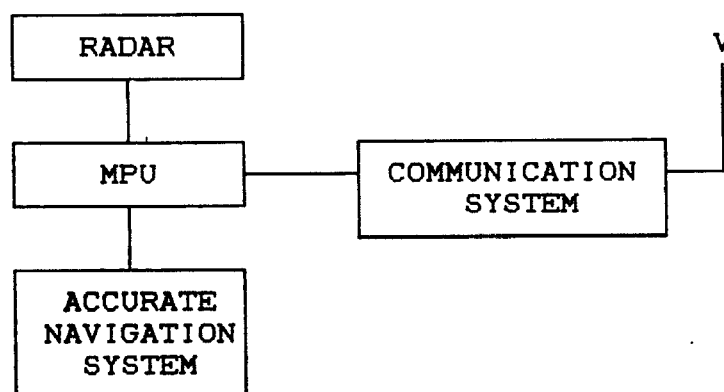 RADAR
V
MPU
COMMUNICATION
SYSTEM
ACCURATE
NAVIGATION
SYSTEM